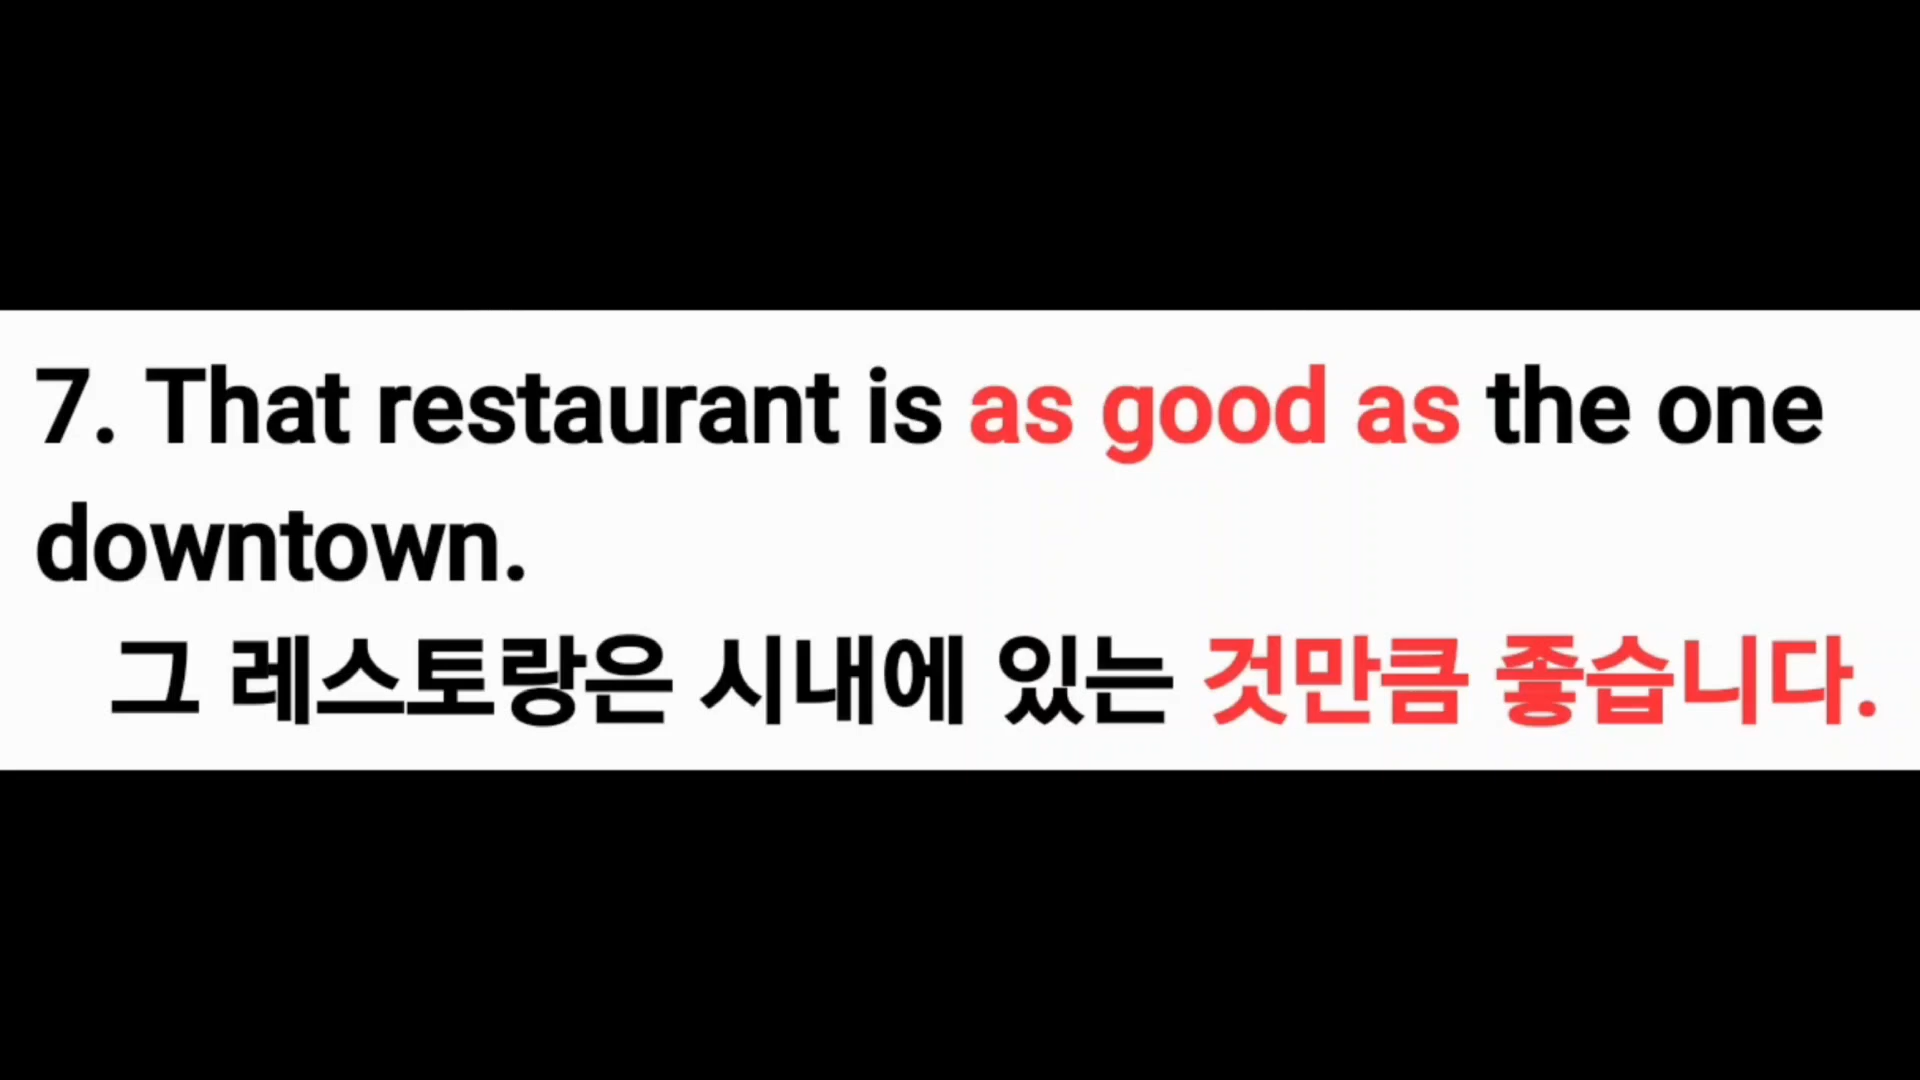 7. That restaurant is as good as the one
downtown.
그 레스토랑은 시내에 있는 것만큼 좋습니다.